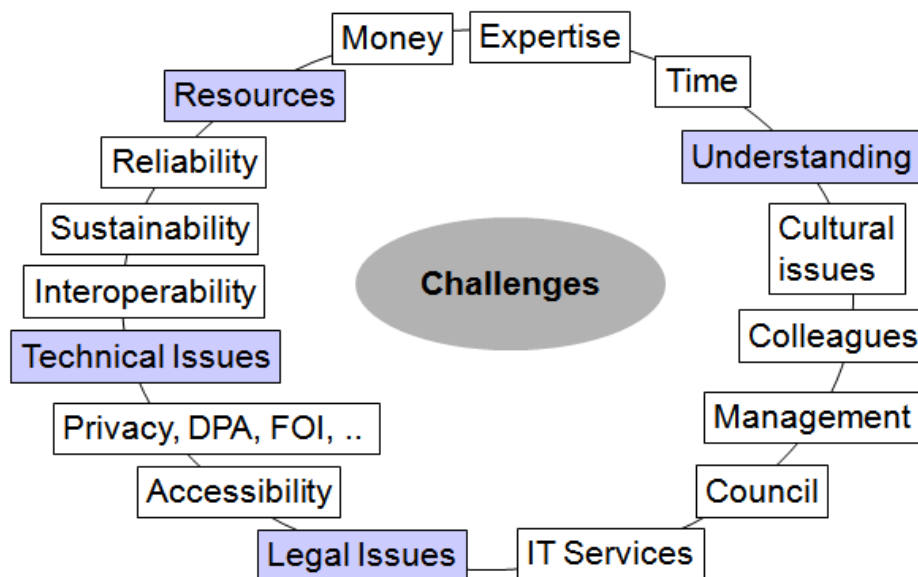 Money
Expertise
Time
Resources
Understanding
Reliability
Sustainability
Cultural
issues
Interoperability
Challenges
Colleagues
Technical Issues
Management
Privacy, DPA, FOI, ..
Accessibility
Council
Legal Issues
IT Services